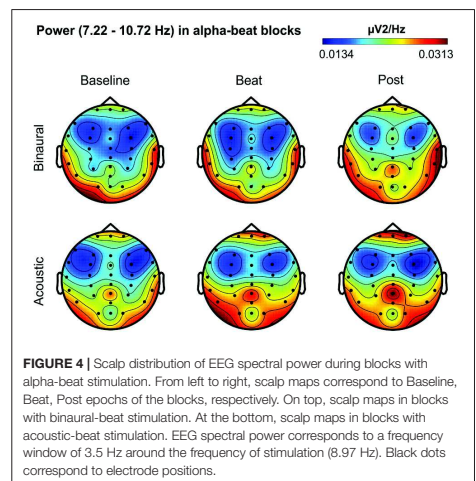 Power (7.22 - 10.72 Hz) in alpha-beat blocks
µV2/Hz
0.0134 0.0313
Baseline Beat Post
Binaural
Acoustic
FIGURE 4 | Scalp distribution of EEG spectral power during blocks with
alpha-beat stimulation. From left to right, scalp maps correspond to Baseline,
Beat, Post epochs of the blocks, respectively. On top, scalp maps in blocks
with binaural-beat stimulation. At the bottom, scalp maps in blocks with
acoustic-beat stimulation. EEG spectral power corresponds to a frequency
window of 3.5 Hz around the frequency of stimulation (8.97 Hz). Black dots
correspond to electrode positions.